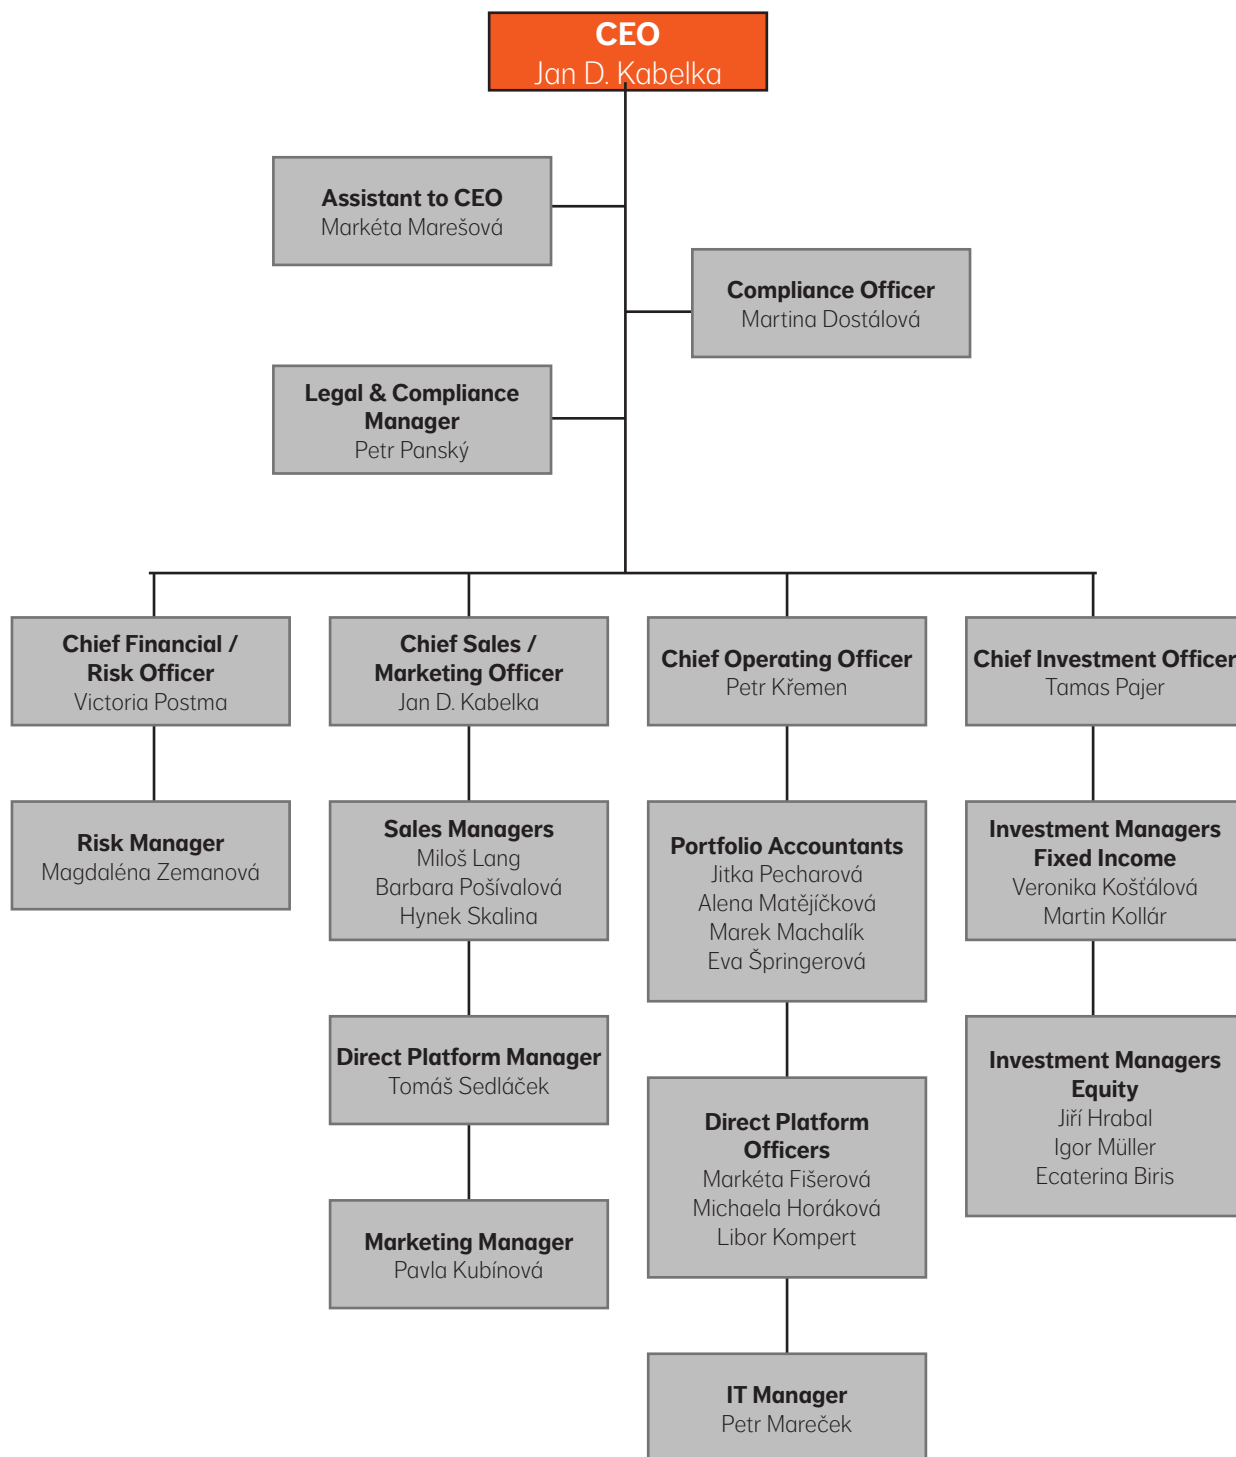 CEO
Jan D. Kabelka
Assistant to CEO
Markéta Marešová
Compliance Officer
Martina Dostálová
Legal & Compliance
Manager
Petr Panský
Chief Financial /
Risk Officer
Victoria Postma
Chief Sales /
Marketing Officer
Jan D. Kabelka
Chief Operating Officer
Petr Křemen
Chief Investment Officer
Tamas Pajer
Risk Manager
Magdaléna Zemanová
Sales Managers
Miloš Lang
Barbara Pošívalová
Hynek Skalina
Portfolio Accountants
Jitka Pecharová
Alena Matějíčková
Marek Machalík
Eva Špringerová
Investment Managers
Fixed Income
Veronika Košťálová
Martin Kollár
Direct Platform Manager
Tomáš Sedláček
Direct Platform
Officers
Markéta Fišerová
Michaela Horáková
Libor Kompert
Investment Managers
Equity
Jiří Hrabal
Igor Müller
Ecaterina Biris
Marketing Manager
Pavla Kubínová
IT Manager
Petr Mareček